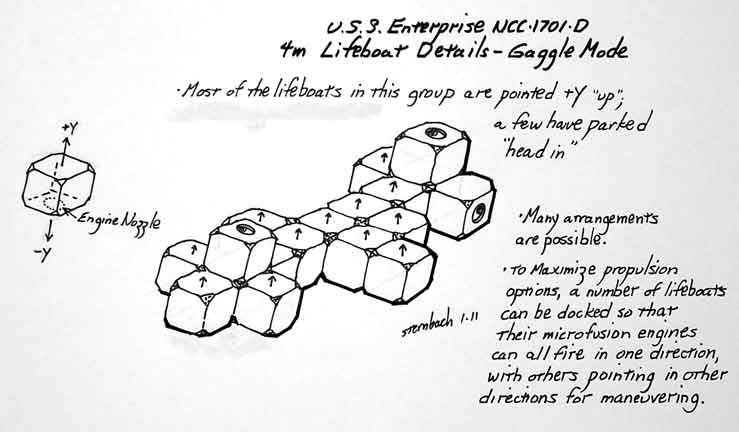 U.S.S. Enterprise NCC·1701·D
4m Lifeboat Details - Gaggle Mode
· Most of the lifeboats in this group are pointed +Y "up";
a few have parked
"head in"
+Y
Engine Nozzle
-Y
· Many arrangements
are possible.
· To Maximize propulsion
options, a number of lifeboats
can be docked so that
their microfusion engines
can all fire in one direction,
with others pointing in other
directions for maneuvering.
Sternbach 1·11